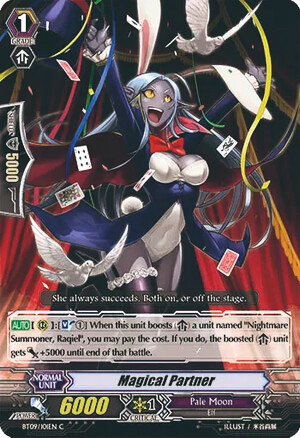 1
GRADE
SHIELD 5000
She always succeeds. Both on, or off the stage.
AUTO [V/R]: [1] When this unit boosts a unit named "Nightmare
Summoner, Raqiel", you may pay the cost. If you do, the boosted unit
gets +5000 until end of battle.
NORMAL
UNIT
Magical Partner
POWER
6000
1
CRITICAL
Pale Moon
Elf
BT09/101EN C
ILLUST / 米谷尚展